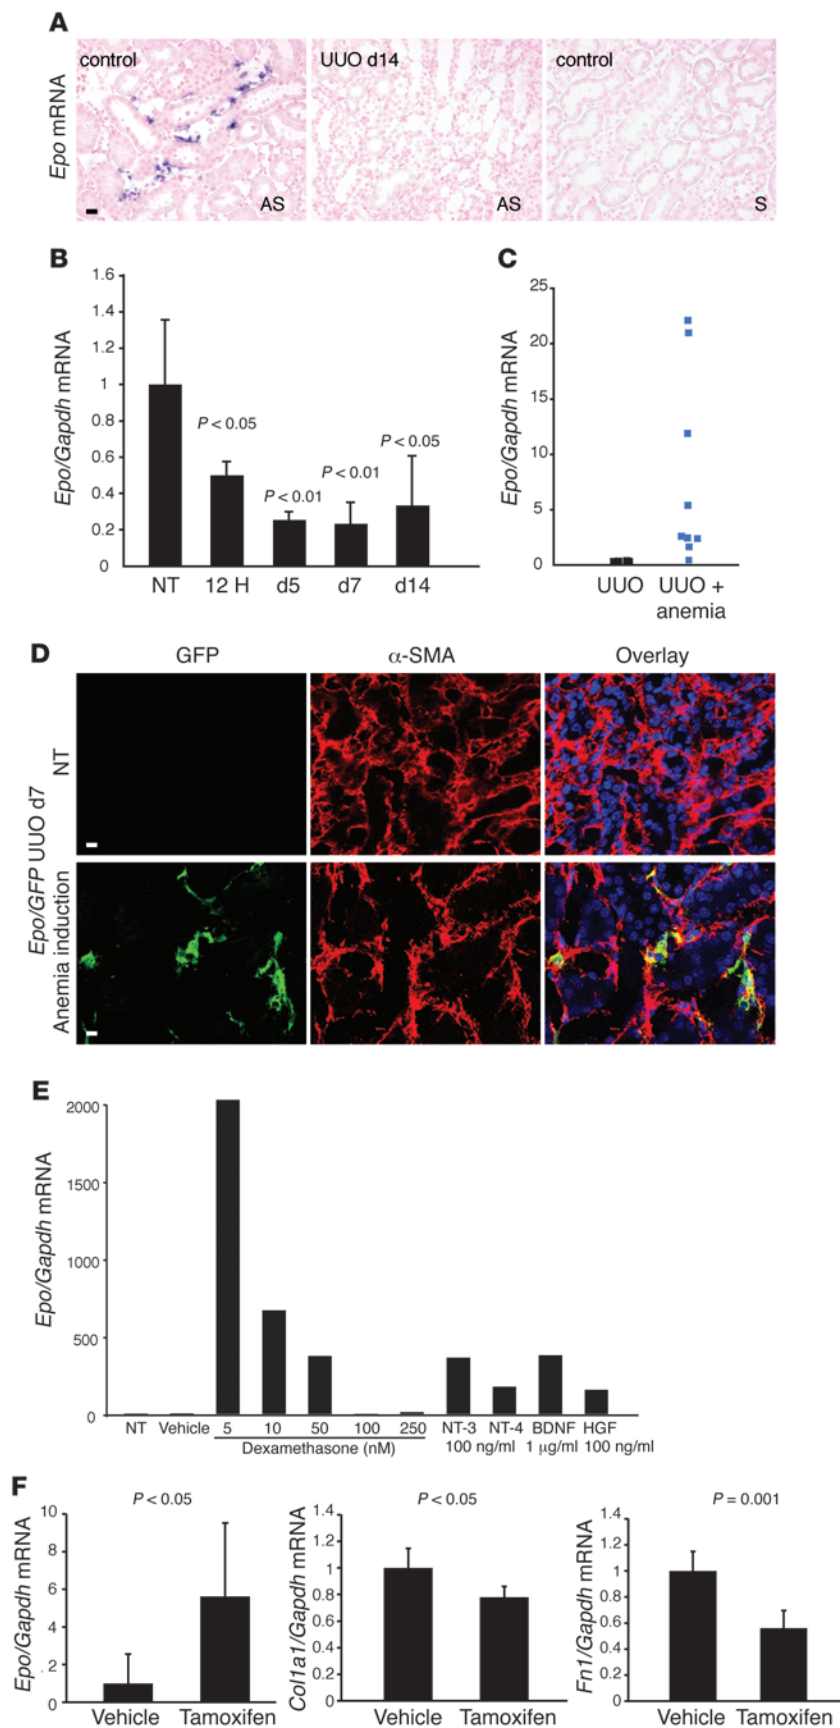 A
control
UUO d14
control
Epo mRNA
AS
AS
S
B
Epo/Gapdh mRNA
1.6
1.4
1.2
1
0.8
0.6
0.4
0.2
0
P < 0.05
P < 0.01
P < 0.01
P < 0.05
NT 12 H d5 d7 d14
C
Epo/Gapdh mRNA
25
20
15
10
5
0
UUO UUO +
anemia
D
GFP α-SMA Overlay
Epo/GFP UUO d7
NT
Anemia induction
E
Epo/Gapdh mRNA
2000
1500
1000
500
0
NT Vehicle 5 10 50 100 250 NT-3 NT-4 BDNF HGF
Dexamethasone (nM) 100 ng/ml 1 μg/ml 100 ng/ml
F
P < 0.05
Epo/Gapdh mRNA
10
8
6
4
2
0
Vehicle Tamoxifen
P < 0.05
Col1a1/Gapdh mRNA
1.4
1.2
1
0.8
0.6
0.4
0.2
0
Vehicle Tamoxifen
P = 0.001
Fn1/Gapdh mRNA
1.4
1.2
1
0.8
0.6
0.4
0.2
0
Vehicle Tamoxifen